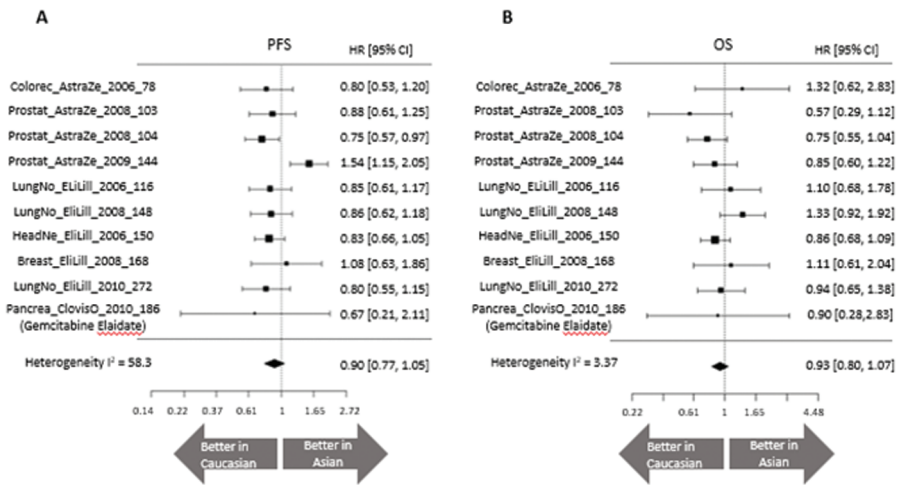 A
PFS
HR [95% CI]
Colorec_AstraZe_2006_78 0.80 [0.53, 1.20]
Prostat_AstraZe_2008_103 0.88 [0.61, 1.25]
Prostat_AstraZe_2008_104 0.75 [0.57, 0.97]
Prostat_AstraZe_2009_144 1.54 [1.15, 2.05]
LungNo_ELiLill_2006_116 0.85 [0.61, 1.17]
LungNo_EliLill_2008_148 0.86 [0.62, 1.18]
HeadNe_EliLill_2006_150 0.83 [0.66, 1.05]
Breast_EliLill_2008_168 1.08 [0.63, 1.86]
LungNo_EliLill_2010_272 0.80 [0.55, 1.15]
Pancrea_ClovisO_2010_186 0.67 [0.21, 2.11]
(Gemcitabine Elaidate)
Heterogeneity I² = 58.3 0.90 [0.77, 1.05]
0.14 0.22 0.37 0.61 1 1.65 2.72
Better in Caucasian
Better in Asian
B
OS
HR [95% CI]
Colorec_AstraZe_2006_78 1.32 [0.62, 2.83]
Prostat_AstraZe_2008_103 0.57 [0.29, 1.12]
Prostat_AstraZe_2008_104 0.75 [0.55, 1.04]
Prostat_AstraZe_2009_144 0.85 [0.60, 1.22]
LungNo_ELiLill_2006_116 1.10 [0.68, 1.78]
LungNo_EliLill_2008_148 1.33 [0.92, 1.92]
HeadNe_EliLill_2006_150 0.86 [0.68, 1.09]
Breast_EliLill_2008_168 1.11 [0.61, 2.04]
LungNo_EliLill_2010_272 0.94 [0.65, 1.38]
Pancrea_ClovisO_2010_186 0.90 [0.28,2.83]
(Gemcitabine Elaidate)
Heterogeneity I² = 3.37 0.93 [0.80, 1.07]
0.22 0.61 1 1.65 4.48
Better in Caucasian
Better in Asian